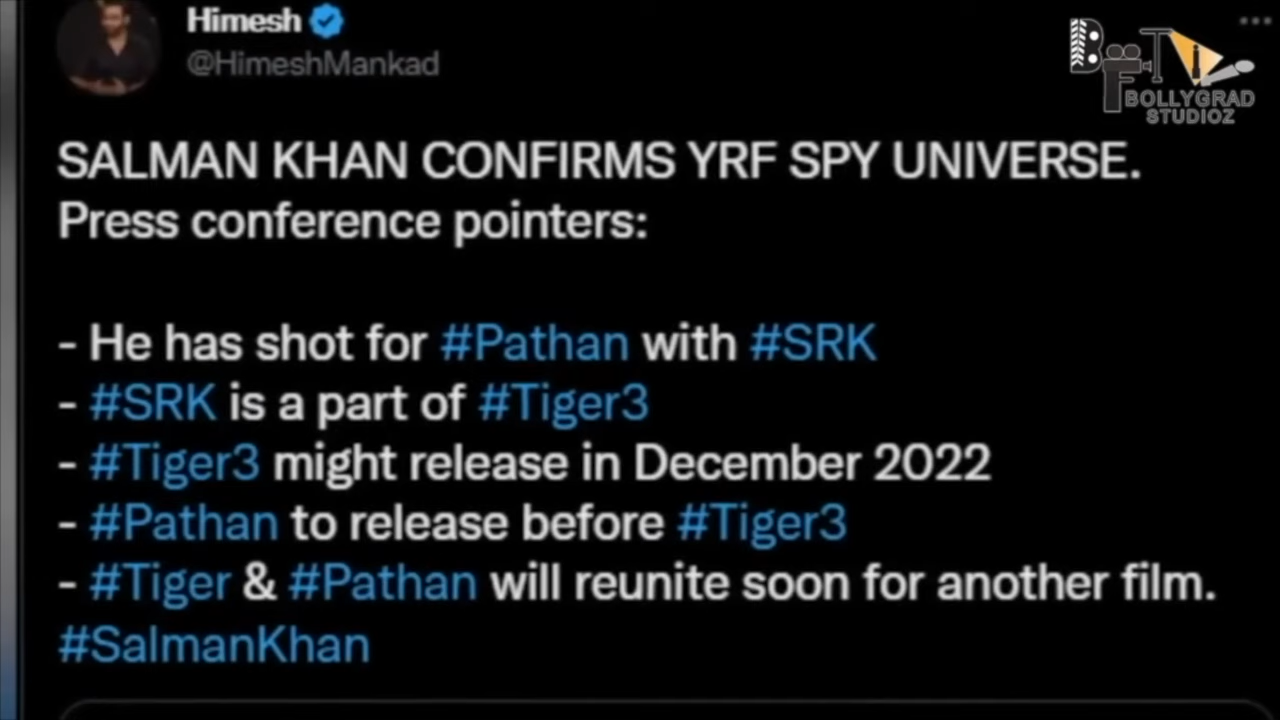 Himesh
@HimeshMankad
BOLLYGRAD
STUDIOZ
SALMAN KHAN CONFIRMS YRF SPY UNIVERSE.
Press conference pointers:
- He has shot for #Pathan with #SRK
- #SRK is a part of #Tiger3
- #Tiger3 might release in December 2022
- #Pathan to release before #Tiger3
- #Tiger & #Pathan will reunite soon for another film.
#SalmanKhan